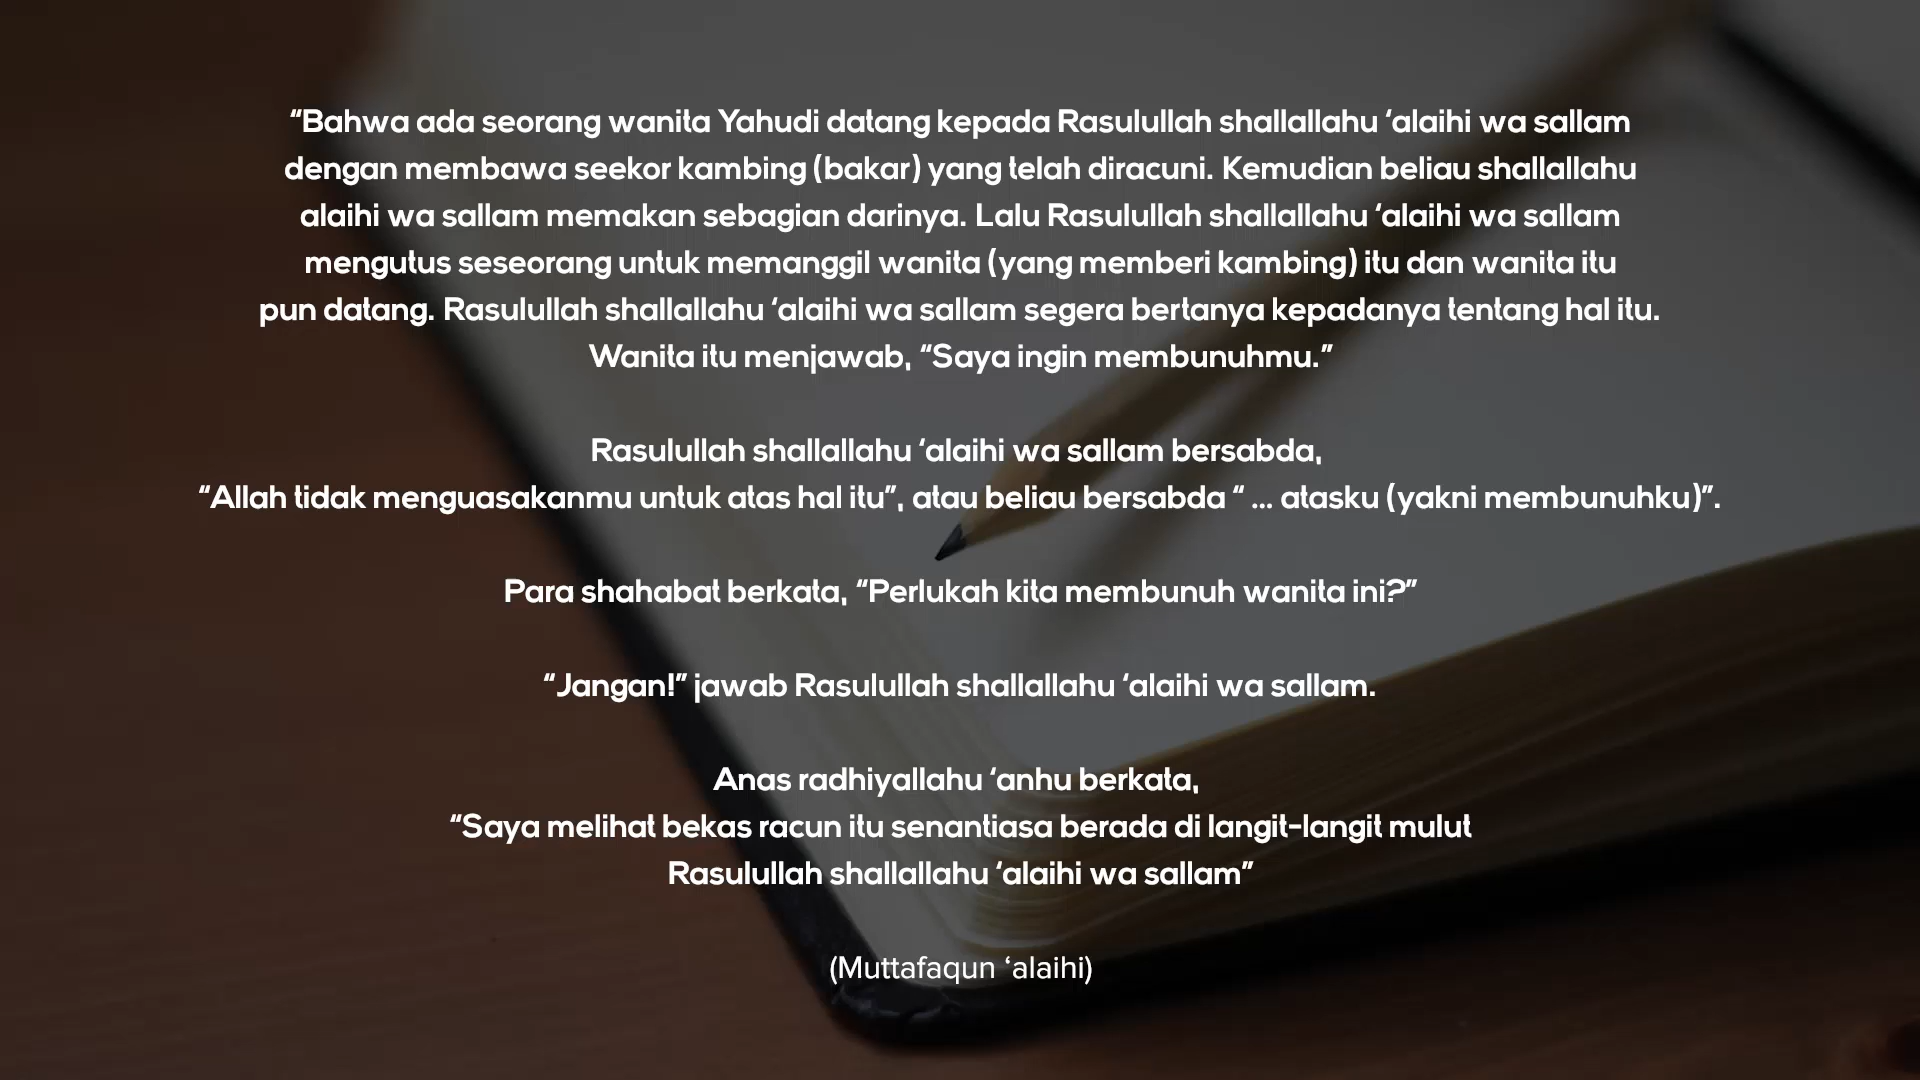 “Bahwa ada seorang wanita Yahudi datang kepada Rasulullah shallallahu ‘alaihi wa sallam
dengan membawa seekor kambing (bakar) yang telah diracuni. Kemudian beliau shallallahu
alaihi wa sallam memakan sebagian darinya. Lalu Rasulullah shallallahu ‘alaihi wa sallam
mengutus seseorang untuk memanggil wanita (yang memberi kambing) itu dan wanita itu
pun datang. Rasulullah shallallahu ‘alaihi wa sallam segera bertanya kepadanya tentang hal itu.
Wanita itu menjawab, “Saya ingin membunuhmu.”
Rasulullah shallallahu ‘alaihi wa sallam bersabda,
“Allah tidak menguasakanmu untuk atas hal itu”, atau beliau bersabda “ ... atasku (yakni membunuhku)”.
Para shahabat berkata, “Perlukah kita membunuh wanita ini?”
“Jangan!” jawab Rasulullah shallallahu ‘alaihi wa sallam.
Anas radhiyallahu ‘anhu berkata,
“Saya melihat bekas racun itu senantiasa berada di langit-langit mulut
Rasulullah shallallahu ‘alaihi wa sallam”
(Muttafaqun ‘alaihi)